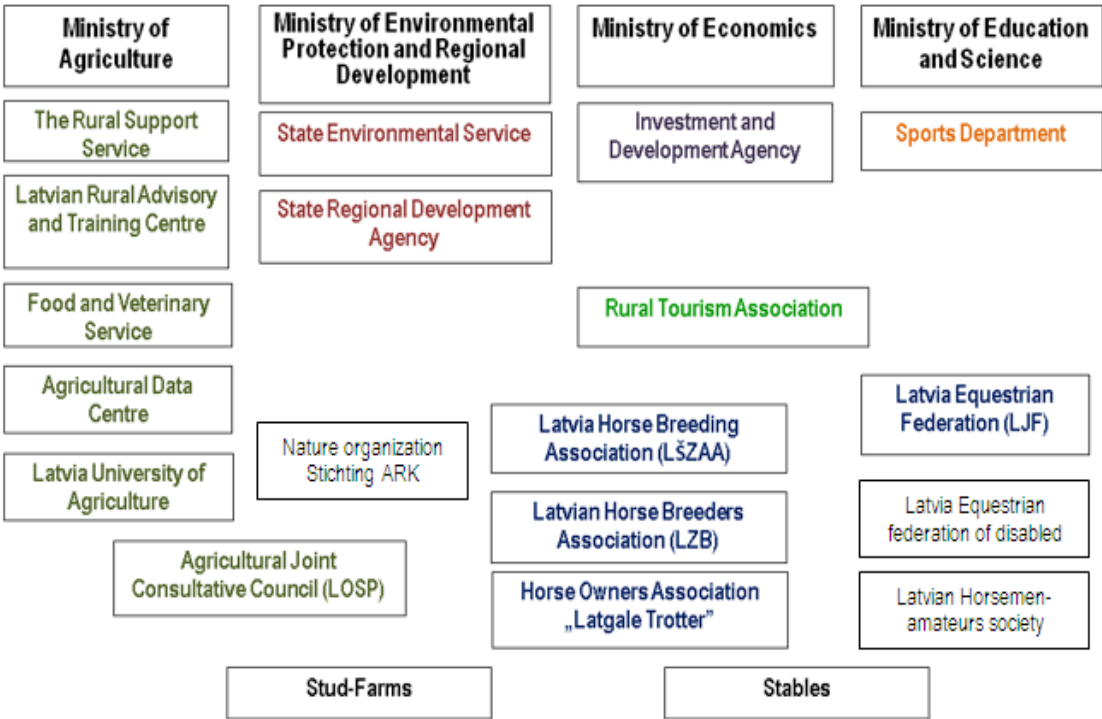 Ministry of
Agriculture
Ministry of Environmental
Protection and Regional
Development
Ministry of Economics
Ministry of Education
and Science
The Rural Support
Service
State Environmental Service
Investment and
Development Agency
Sports Department
Latvian Rural Advisory
and Training Centre
State Regional Development
Agency
Food and Veterinary
Service
Rural Tourism Association
Agricultural Data
Centre
Latvia Equestrian
Federation (LJF)
Nature organization
Stichting ARK
Latvia Horse Breeding
Association (LŠZAA)
Latvia University of
Agriculture
Latvian Horse Breeders
Association (LZB)
Latvia Equestrian
federation of disabled
Agricultural Joint
Consultative Council (LOSP)
Horse Owners Association
„Latgale Trotter”
Latvian Horsemen-
amateurs society
Stud-Farms
Stables